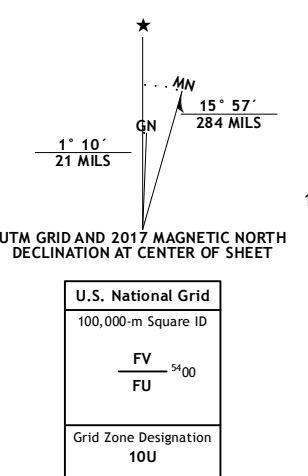 ★
MN
GN
15° 57´
284 MILS
1° 10´
21 MILS
UTM GRID AND 2017 MAGNETIC NORTH
DECLINATION AT CENTER OF SHEET
U.S. National Grid
100,000-m Square ID
FV
FU
5400
Grid Zone Designation
10U